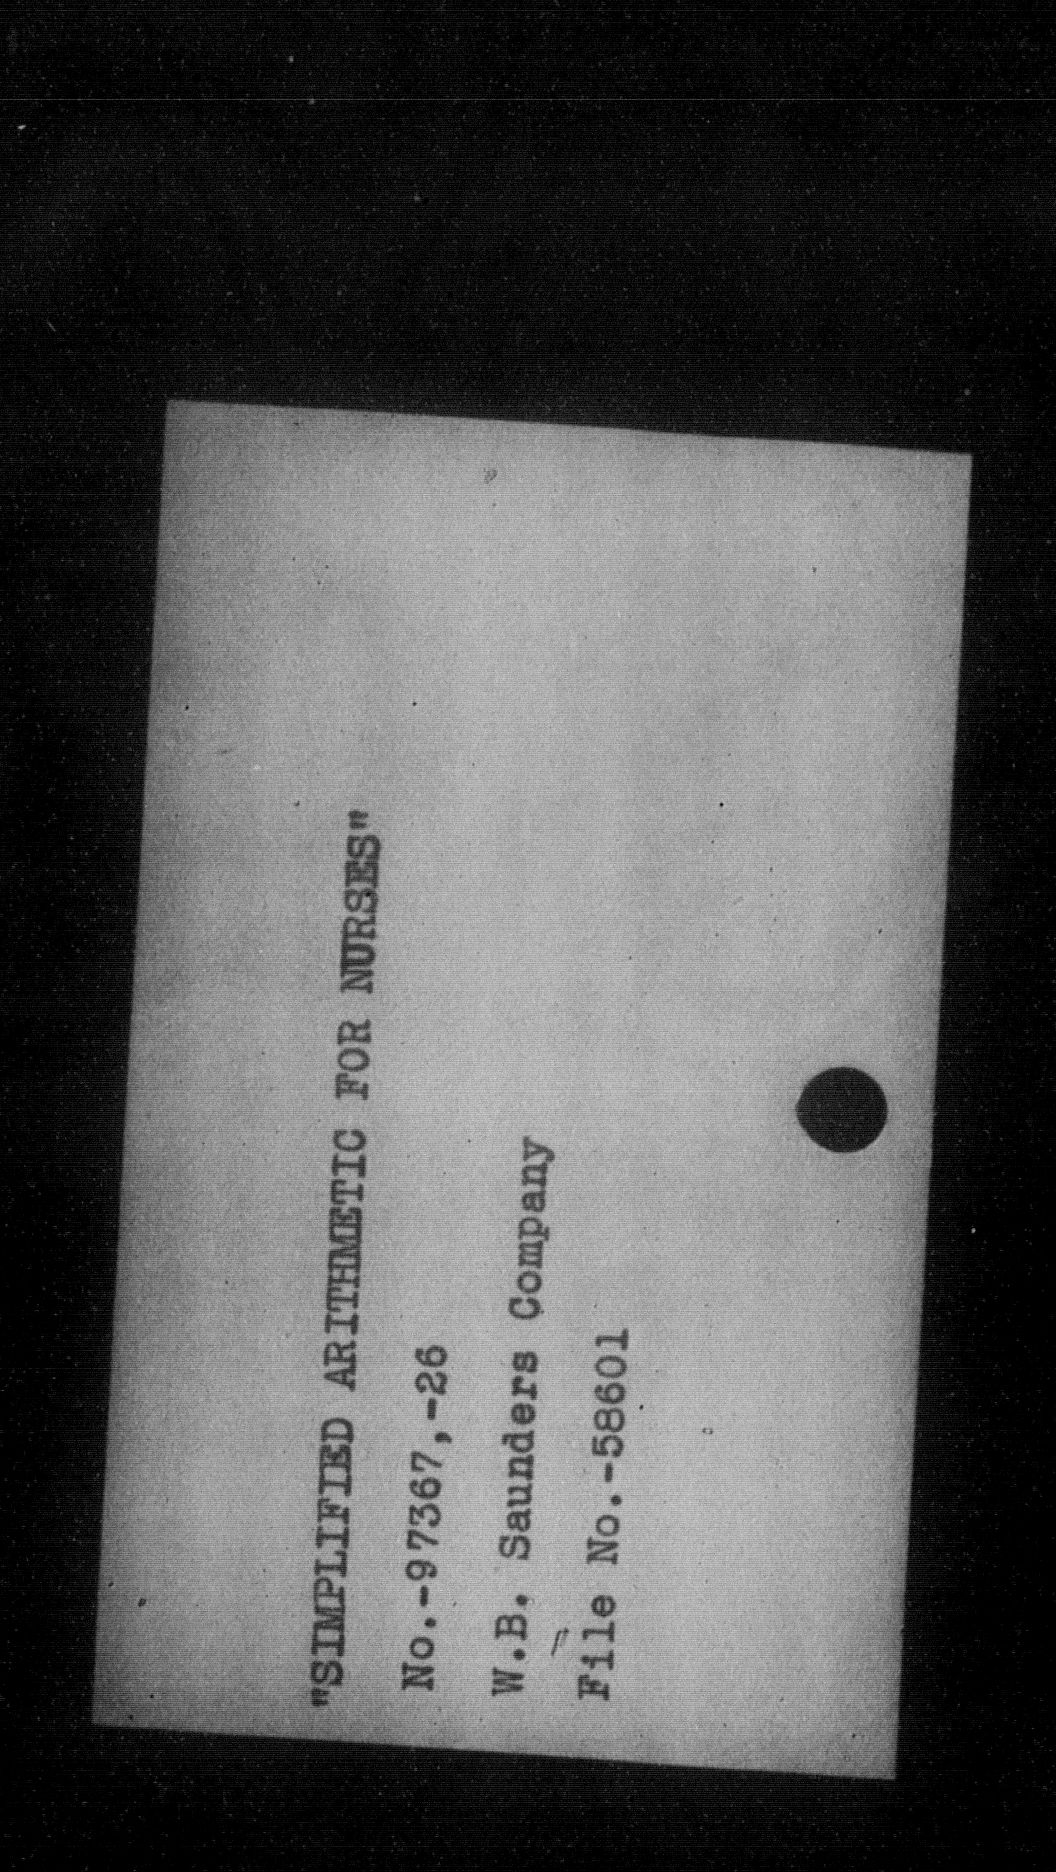 "SIMPLIFIED ARITHMETIC FOR NURSES"
No.-97367,-26
W.B. Saunders Company
File No.-58601